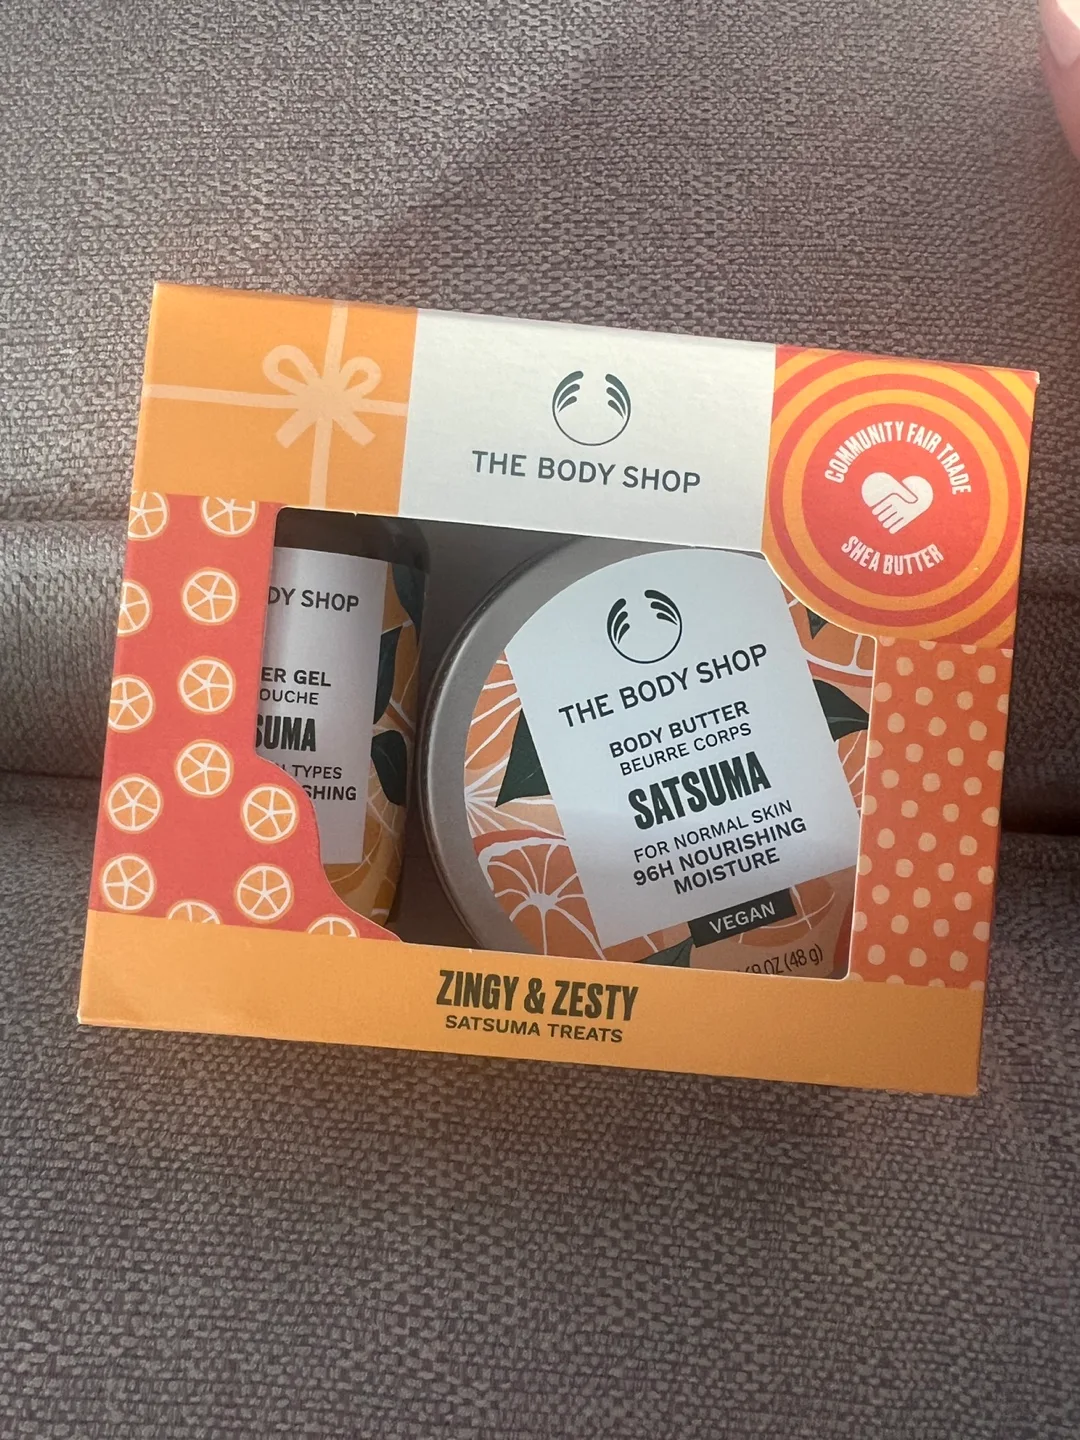 THE BODY SHOP
COMMUNITY FAIR TRADE
SHEA BUTTER
DY SHOP
ER GEL
OUCHE
SUMA
TYPES
SHING
THE BODY SHOP
BODY BUTTER
BEURRE CORPS
SATSUMA
FOR NORMAL SKIN
96H NOURISHING
MOISTURE
VEGAN
OZ (48 g)
ZINGY & ZESTY
SATSUMA TREATS